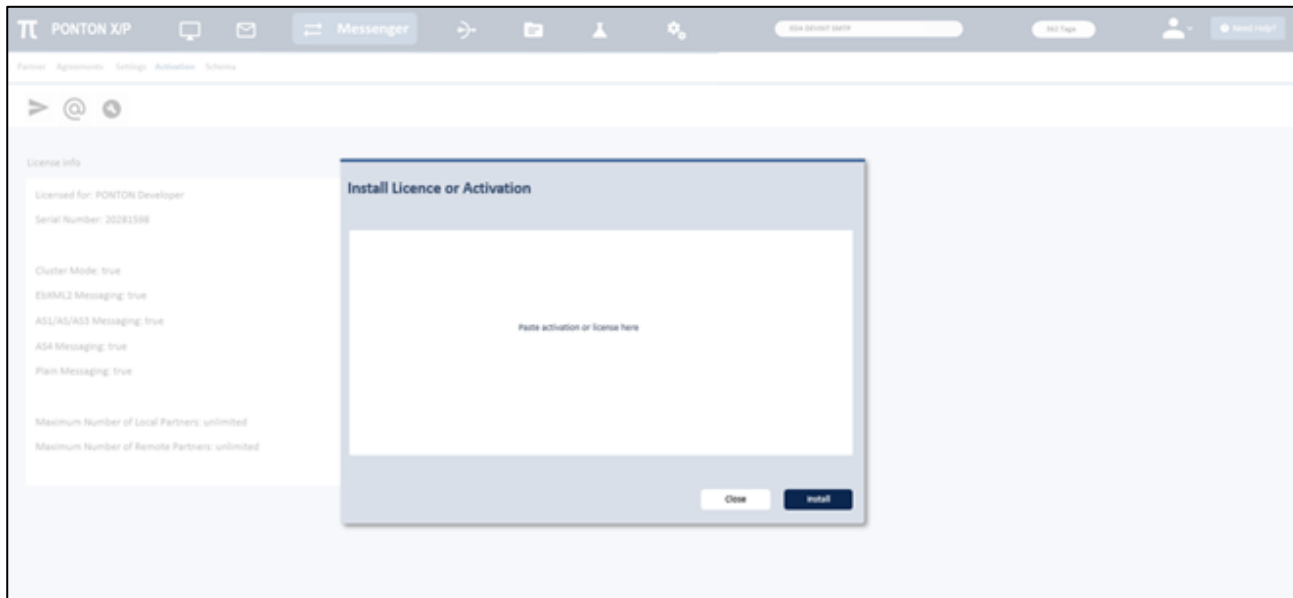 PONTON X/P
Messenger
362 Tage
Need Help?
Partner Agreements Settings Activation Schema
License info
Licensed for: PONTON Developer
Serial Number: 20281598
Cluster Mode: true
EbXML2 Messaging: true
AS1/AS/AS3 Messaging: true
AS4 Messaging: true
Plain Messaging: true
Maximum Number of Local Partners: unlimited
Maximum Number of Remote Partners: unlimited
Install Licence or Activation
Paste activation or license here
Close
Install